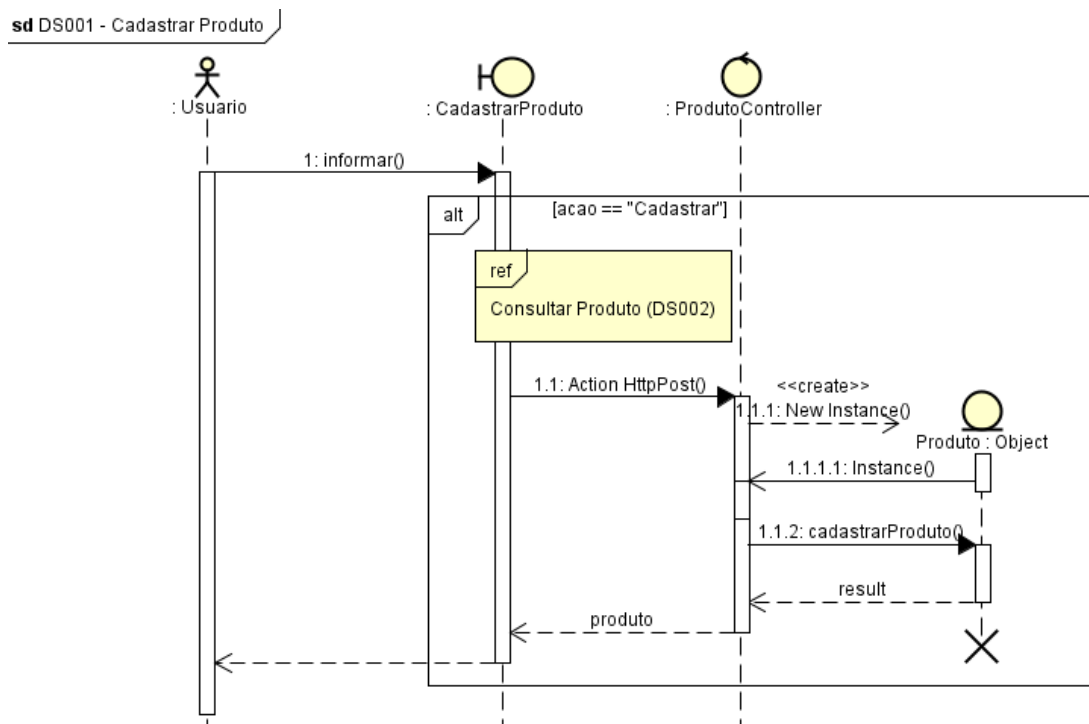 sd DS001 - Cadastrar Produto
: Usuario
: CadastrarProduto
: ProdutoController
1: informar()
alt
[acao == "Cadastrar"]
ref
Consultar Produto (DS002)
1.1: Action HttpPost()
<<create>>
1.1.1: New Instance()
Produto : Object
1.1.1.1: Instance()
1.1.2: cadastrarProduto()
result
produto